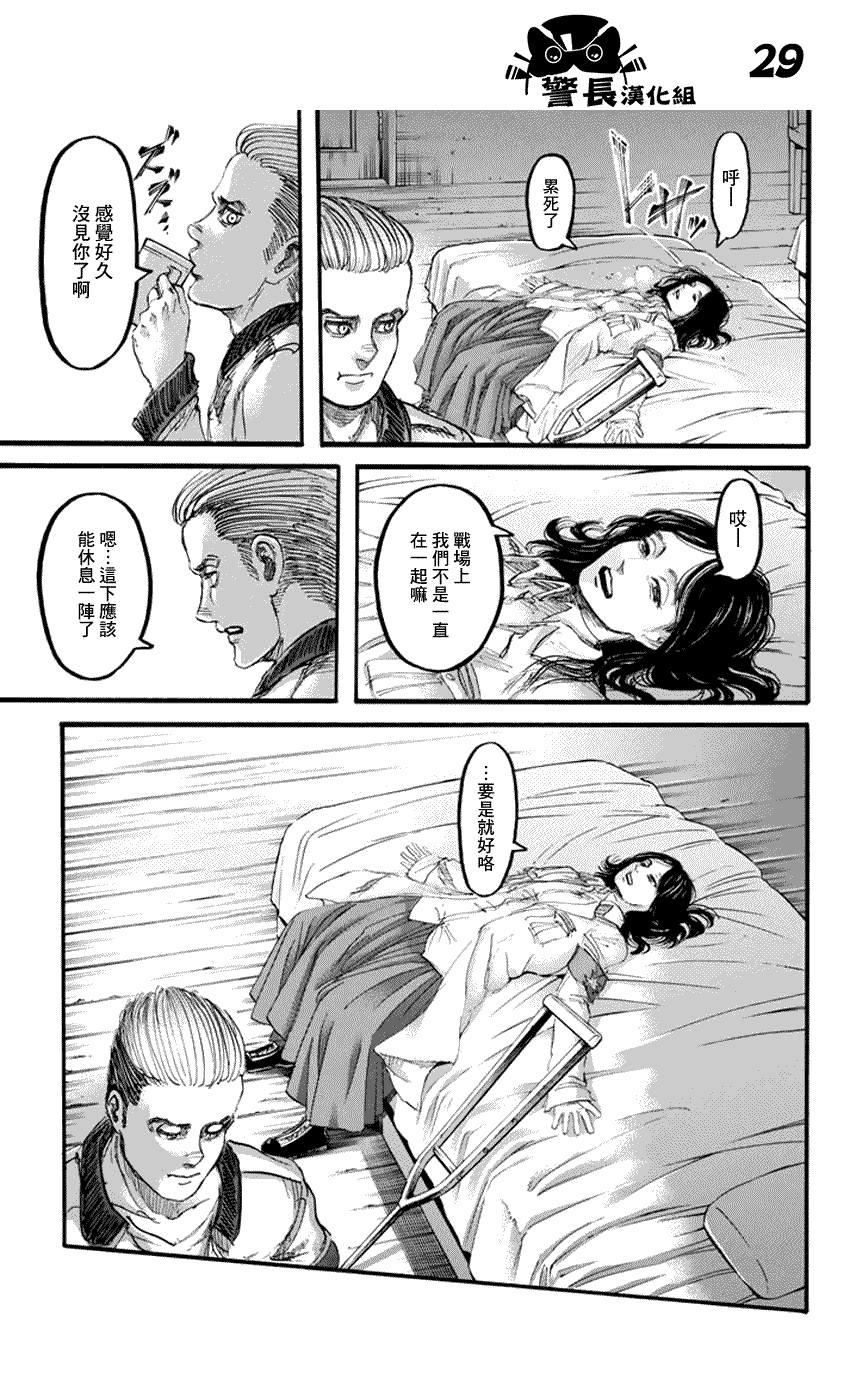 警長漢化組
29
呼—
累死了
感覺好久
沒見你了啊
ズズ
哎—
戰場上
我們不是一直
在一起嘛
嗯…這下應該
能休息一陣了
…要是就好咯